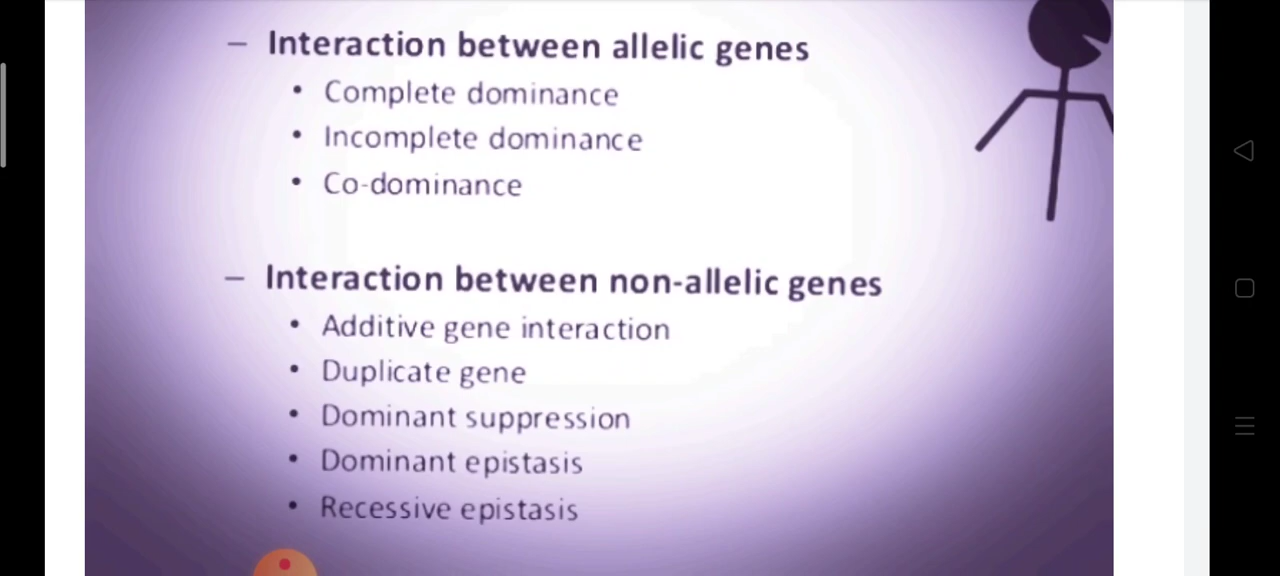 – Interaction between allelic genes
• Complete dominance
• Incomplete dominance
• Co-dominance
– Interaction between non-allelic genes
• Additive gene interaction
• Duplicate gene
• Dominant suppression
• Dominant epistasis
• Recessive epistasis